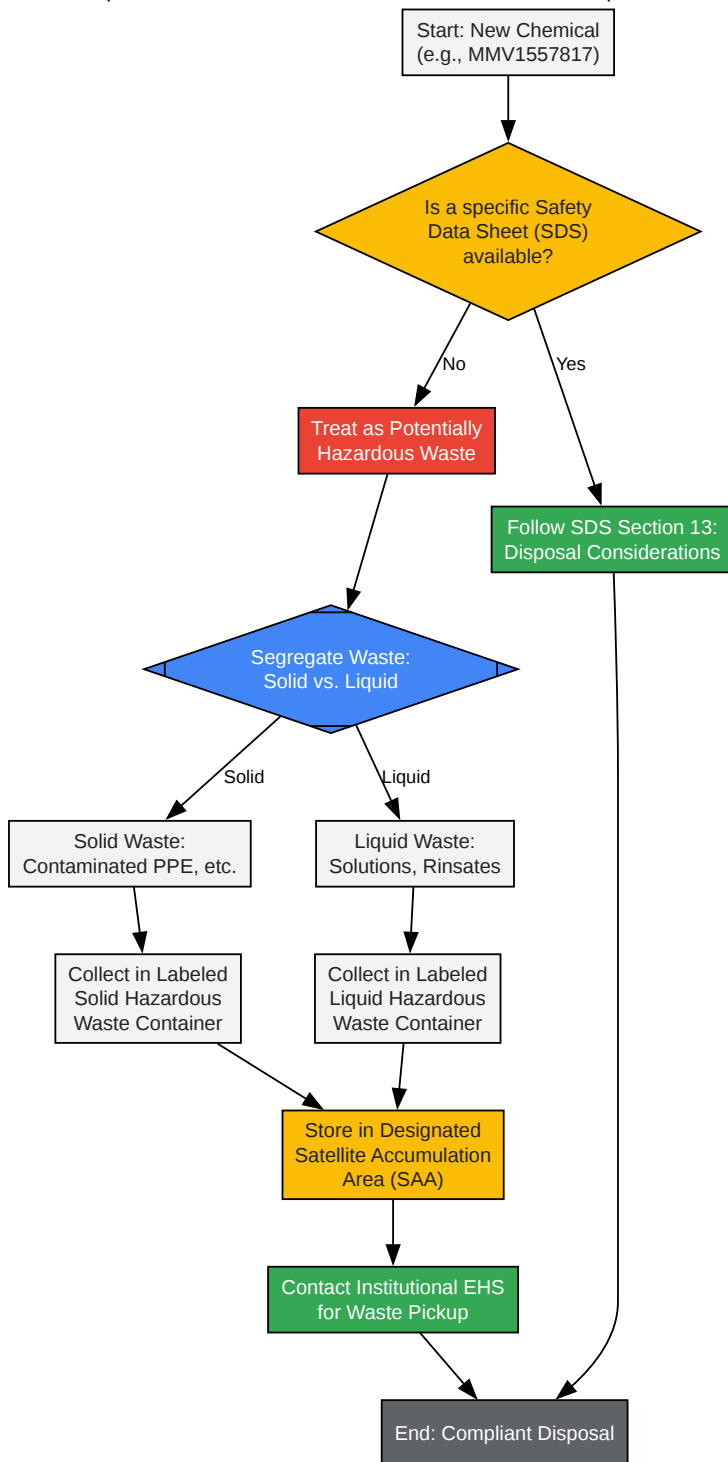 Start: New Chemical
(e.g., MMV1557817)
Is a specific Safety
Data Sheet (SDS)
available?
No
Yes
Treat as Potentially
Hazardous Waste
Follow SDS Section 13:
Disposal Considerations
Segregate Waste:
Solid vs. Liquid
Solid
Liquid
Solid Waste:
Contaminated PPE, etc.
Liquid Waste:
Solutions, Rinsates
Collect in Labeled
Solid Hazardous
Waste Container
Collect in Labeled
Liquid Hazardous
Waste Container
Store in Designated
Satellite Accumulation
Area (SAA)
Contact Institutional EHS
for Waste Pickup
End: Compliant Disposal